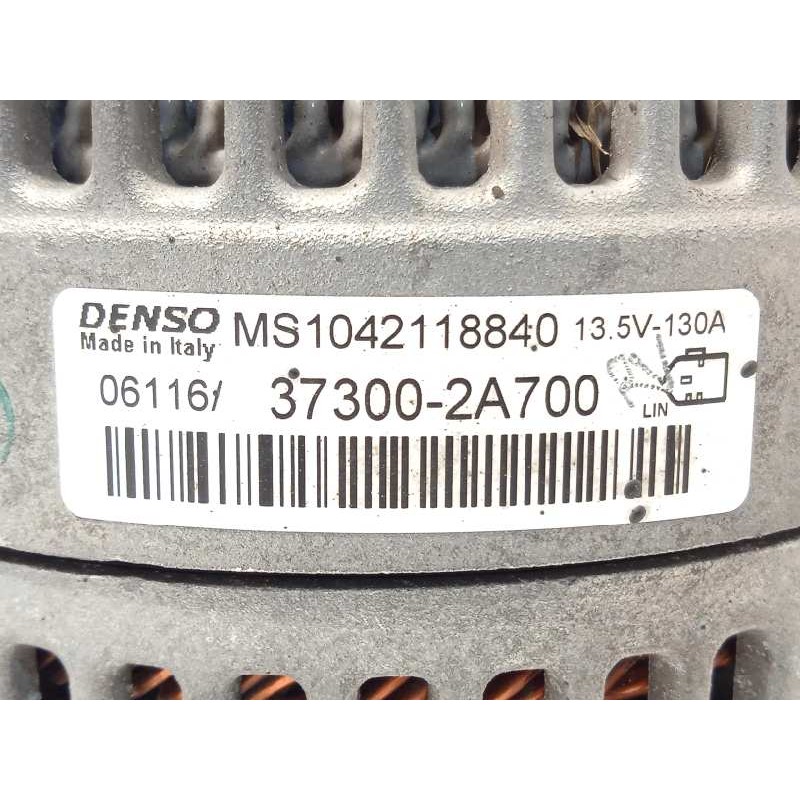 DENSO MS1042118840 13.5V-130A
Made in Italy
06116/ 37300-2A700
LIN